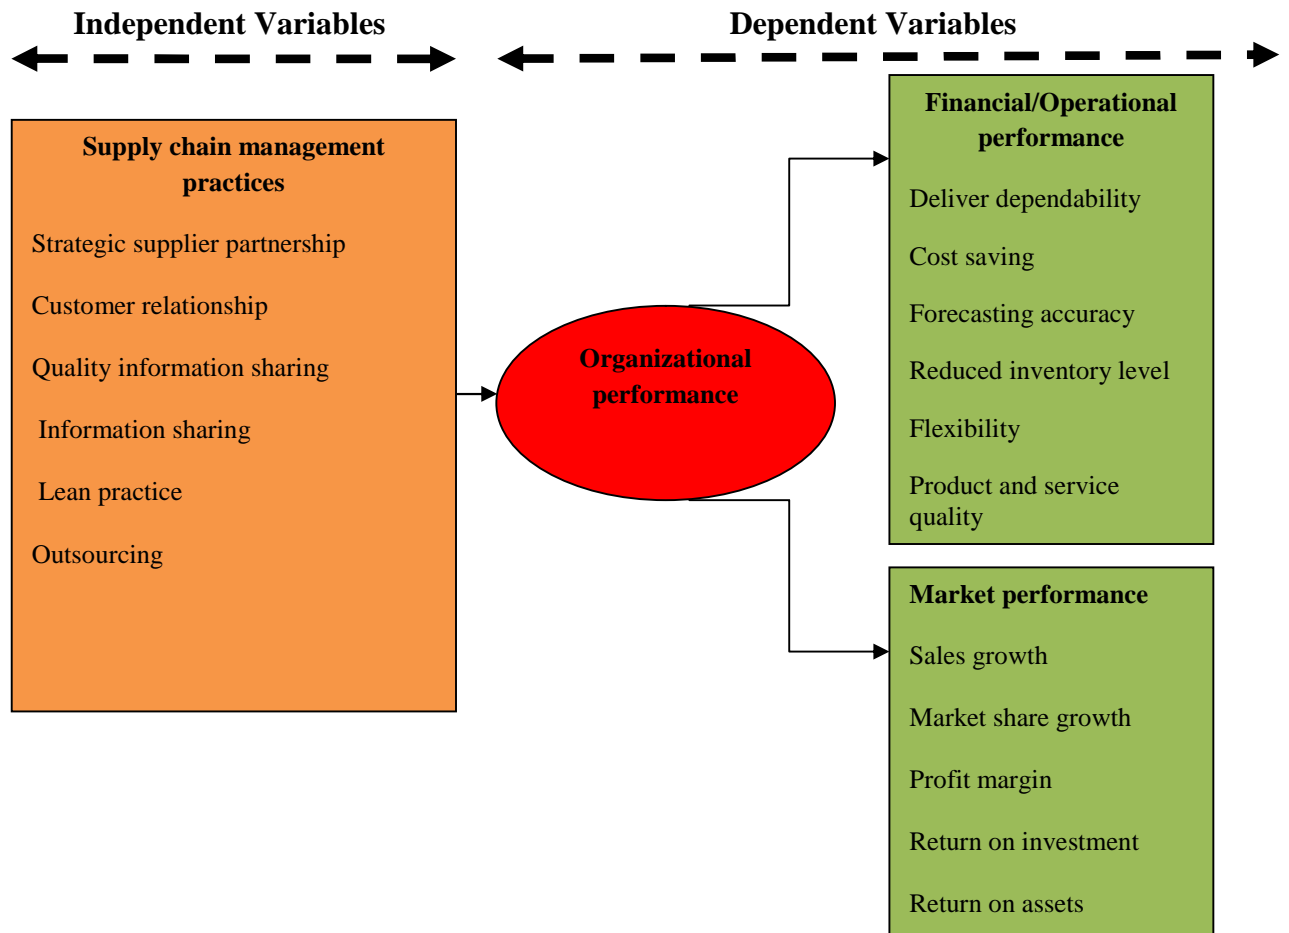 Independent Variables
Dependent Variables
Supply chain management
practices
Strategic supplier partnership
Customer relationship
Quality information sharing
Information sharing
Lean practice
Outsourcing
Organizational
performance
Financial/Operational
performance
Deliver dependability
Cost saving
Forecasting accuracy
Reduced inventory level
Flexibility
Product and service
quality
Market performance
Sales growth
Market share growth
Profit margin
Return on investment
Return on assets